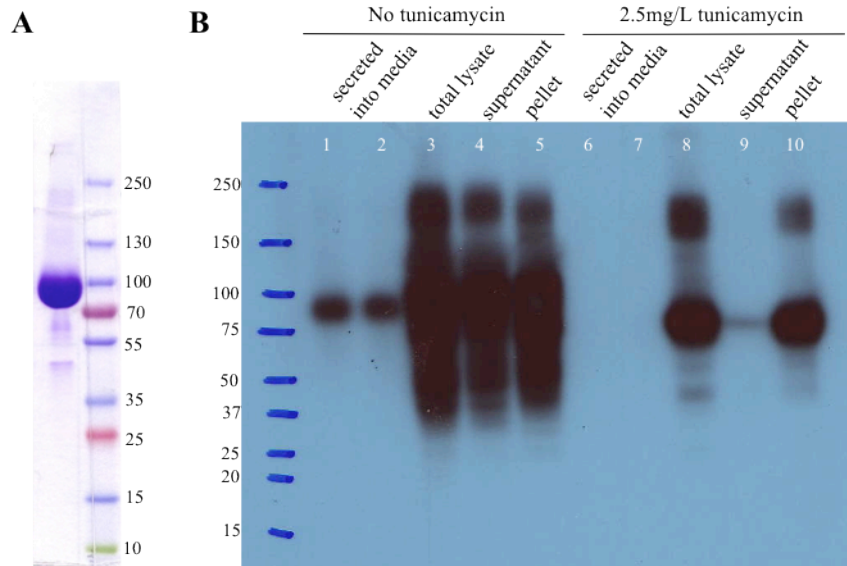 A
B
No tunicamycin
2.5mg/L tunicamycin
secreted
into media
total lysate
supernatant
pellet
secreted
into media
total lysate
supernatant
pellet
1 2 3 4 5 6 7 8 9 10
250
130
100
70
55
35
25
15
10
250
150
100
75
50
37
25
20
15